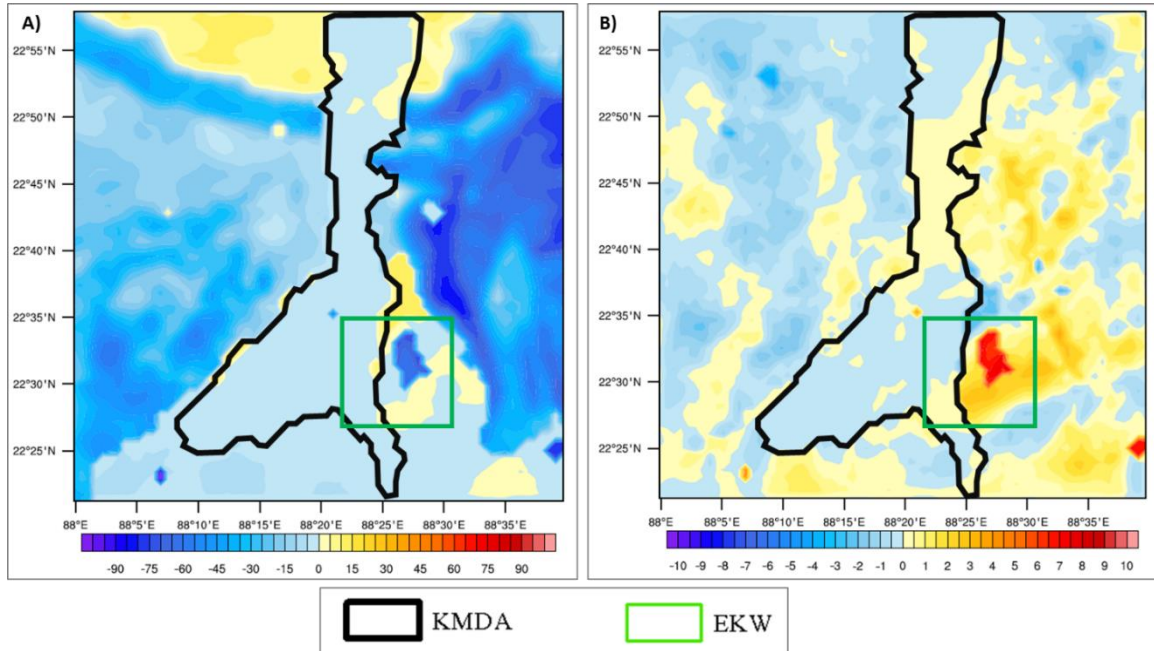 A)
B)
22°55'N
22°50'N
22°45'N
22°40'N
22°35'N
22°30'N
22°25'N
22°55'N
22°50'N
22°45'N
22°40'N
22°35'N
22°30'N
22°25'N
88°E 88°5'E 88°10'E 88°15'E 88°20'E 88°25'E 88°30'E 88°35'E
88°E 88°5'E 88°10'E 88°15'E 88°20'E 88°25'E 88°30'E 88°35'E
-90 -75 -60 -45 -30 -15 0 15 30 45 60 75 90
-10 -9 -8 -7 -6 -5 -4 -3 -2 -1 0 1 2 3 4 5 6 7 8 9 10
KMDA EKW